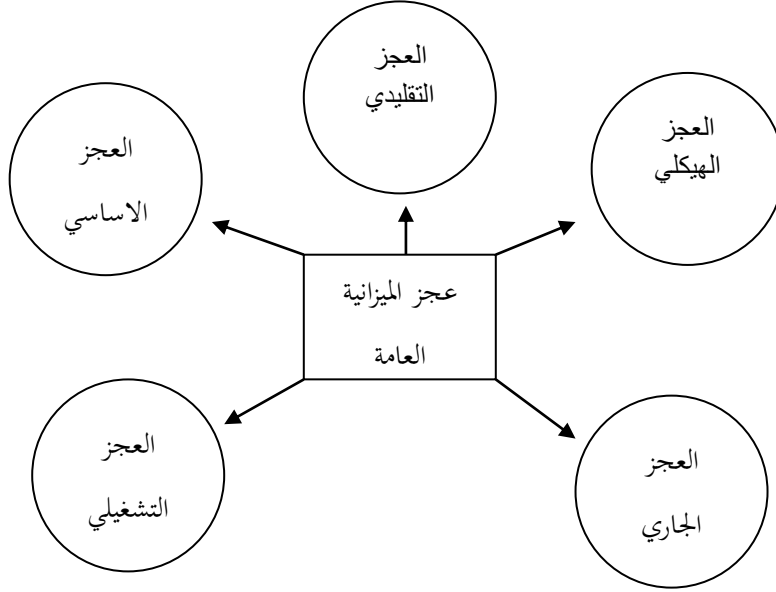 العجز
التقليدي
العجز
الهيكلي
العجز
الاساسي
عجز الميزانية
العامة
العجز
الجاري
العجز
التشغيلي